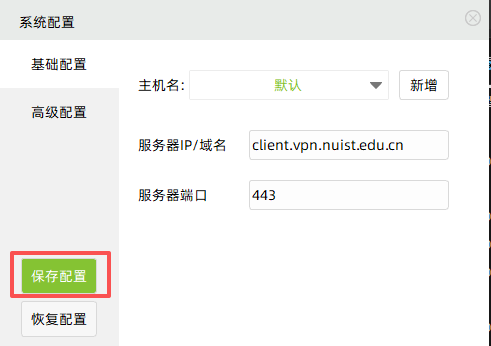 系统配置
基础配置
高级配置
主机名: 默认 新增
服务器IP/域名 client.vpn.nuist.edu.cn
服务器端口 443
保存配置
恢复配置